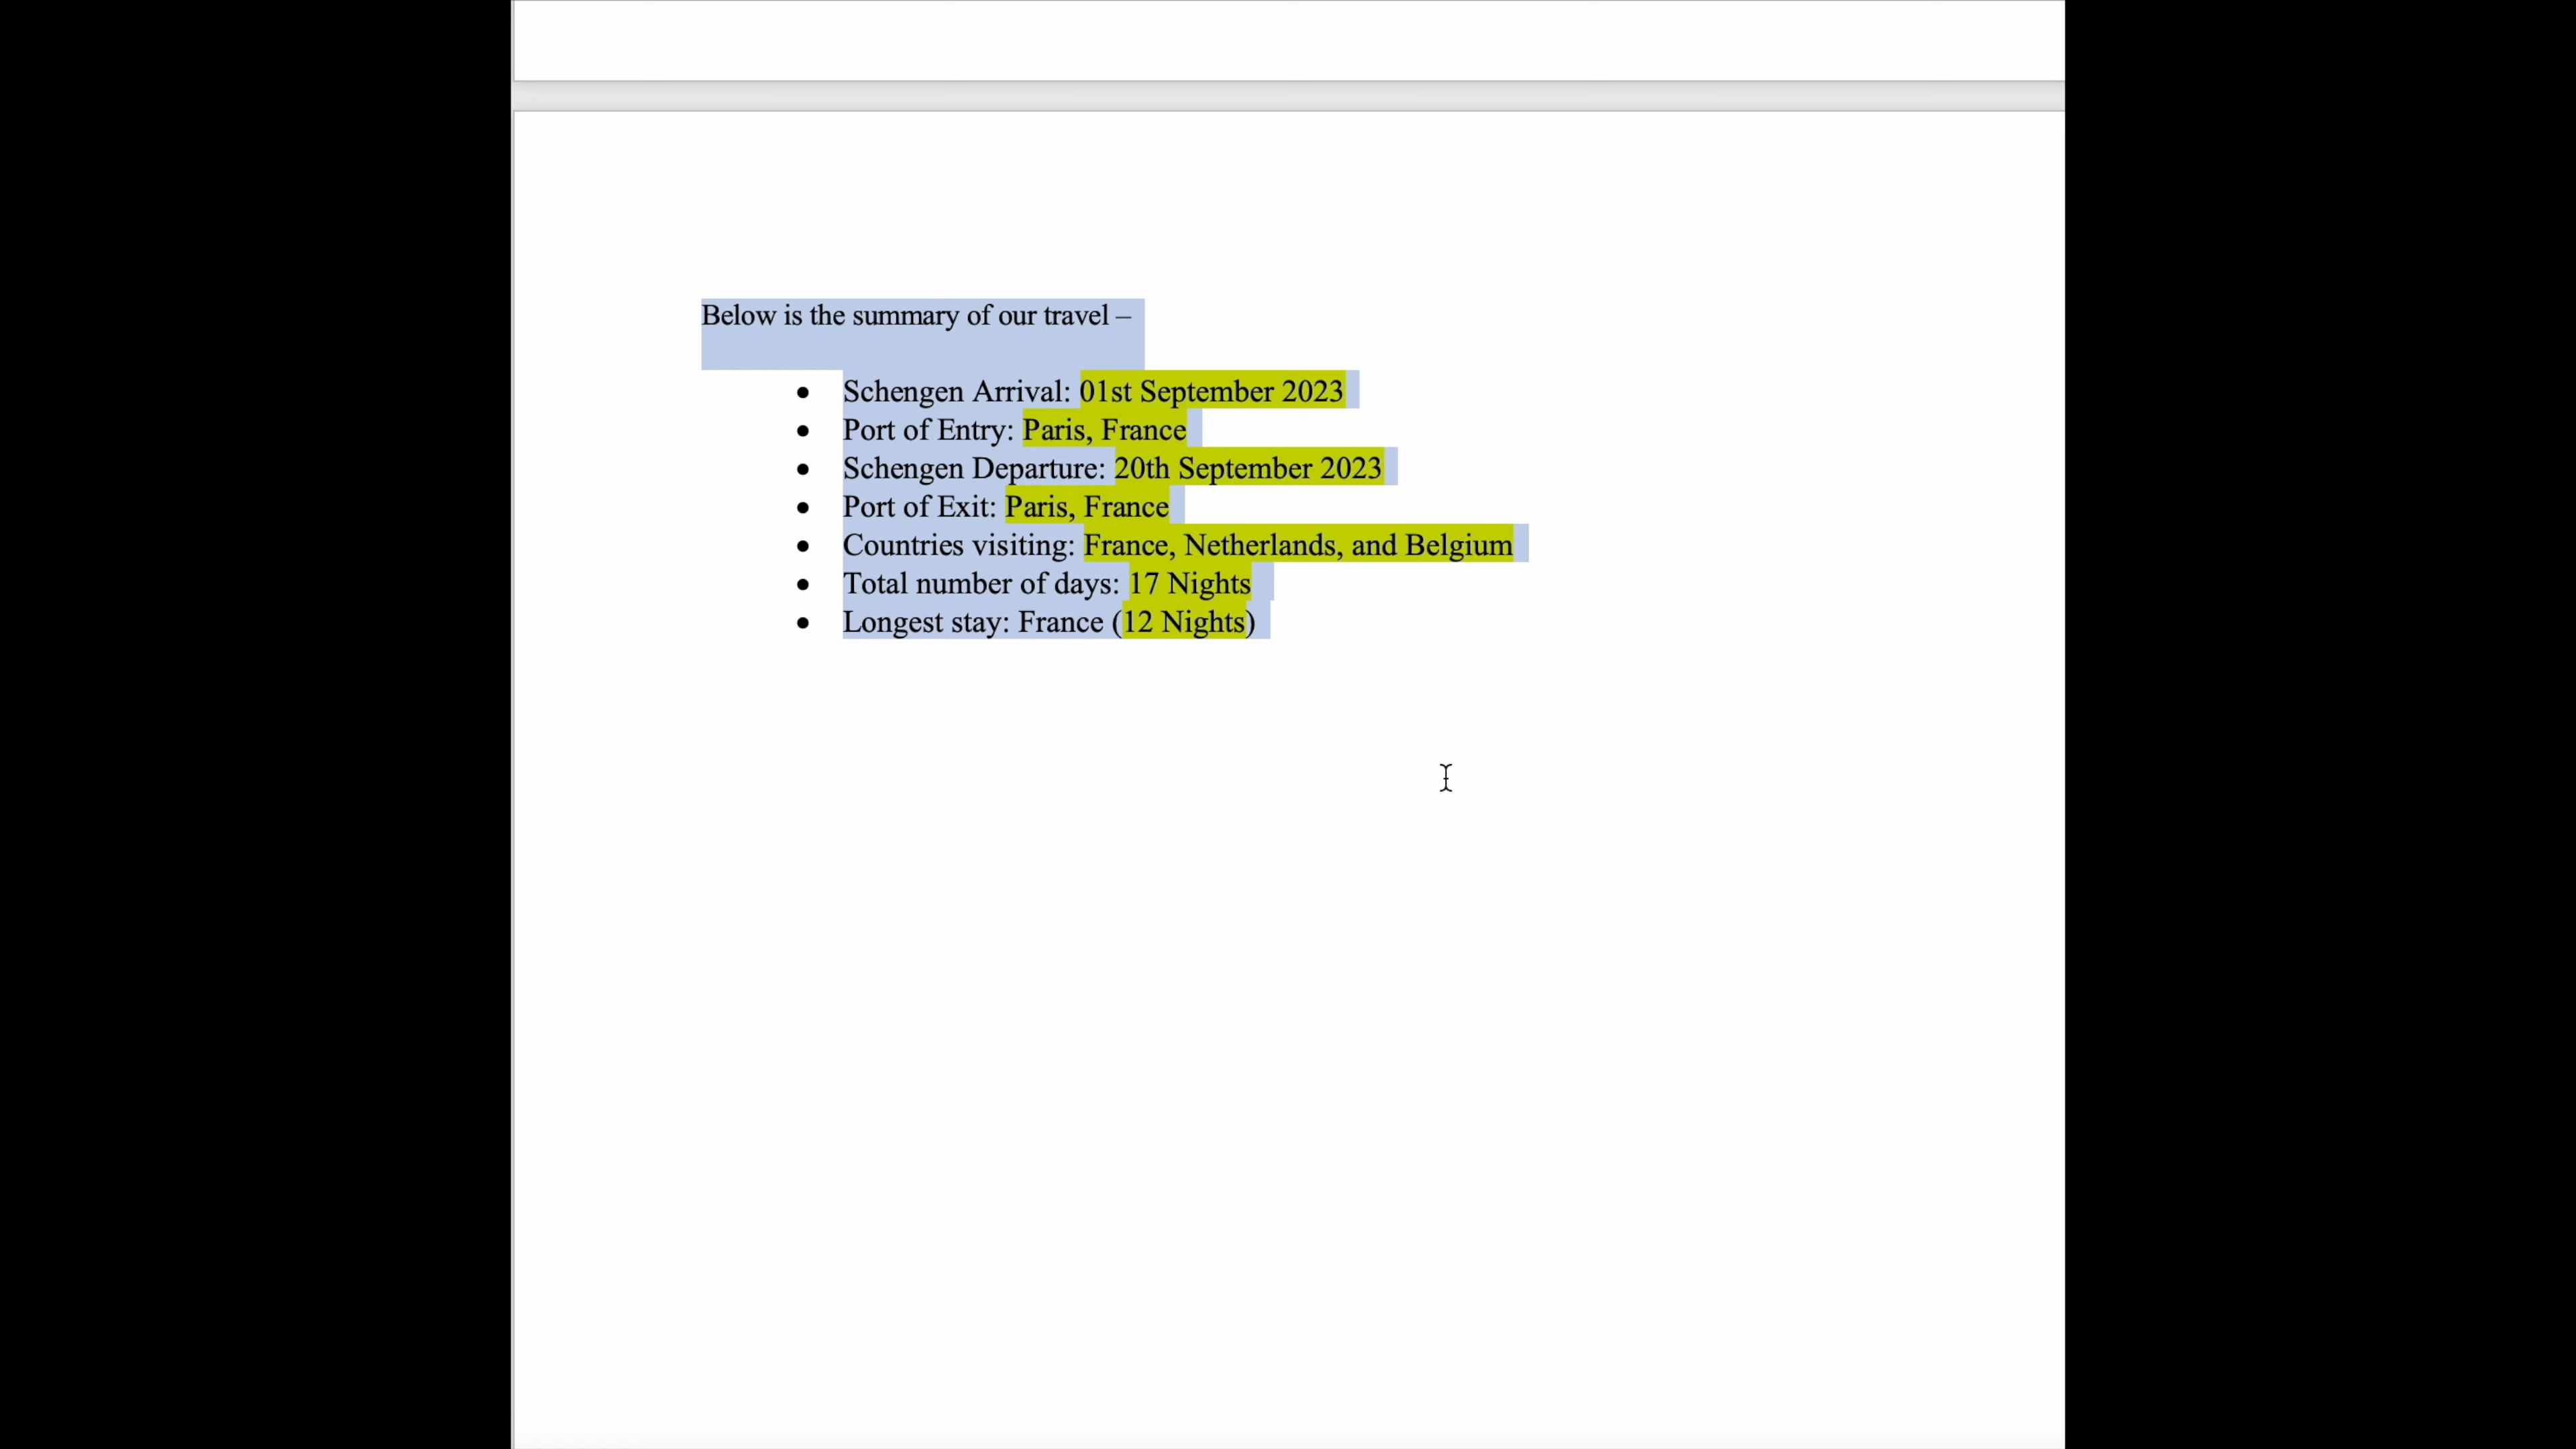 Below is the summary of our travel –
• Schengen Arrival: 01st September 2023
• Port of Entry: Paris, France
• Schengen Departure: 20th September 2023
• Port of Exit: Paris, France
• Countries visiting: France, Netherlands, and Belgium
• Total number of days: 17 Nights
• Longest stay: France (12 Nights)